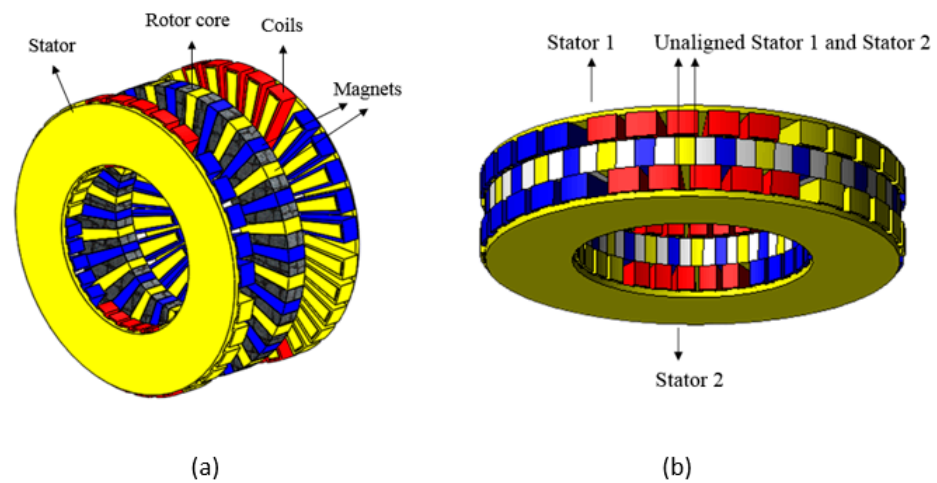 Rotor core
Coils
Stator
Magnets
Stator 1
Unaligned Stator 1 and Stator 2
Stator 2
(a)
(b)